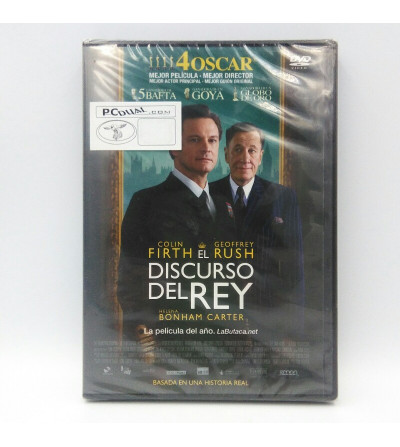 4 OSCAR
MEJOR PELÍCULA - MEJOR DIRECTOR
MEJOR ACTOR PRINCIPAL - MEJOR GUIÓN ORIGINAL
DVD
VIDEO
5 BAFTA
GOYA
GLOBO
DE ORO
COLIN GEOFFREY
FIRTH EL RUSH
DISCURSO
DEL REY
HELENA
BONHAM CARTER
La película del año. LaButaca.net
BASADA EN UNA HISTORIA REAL